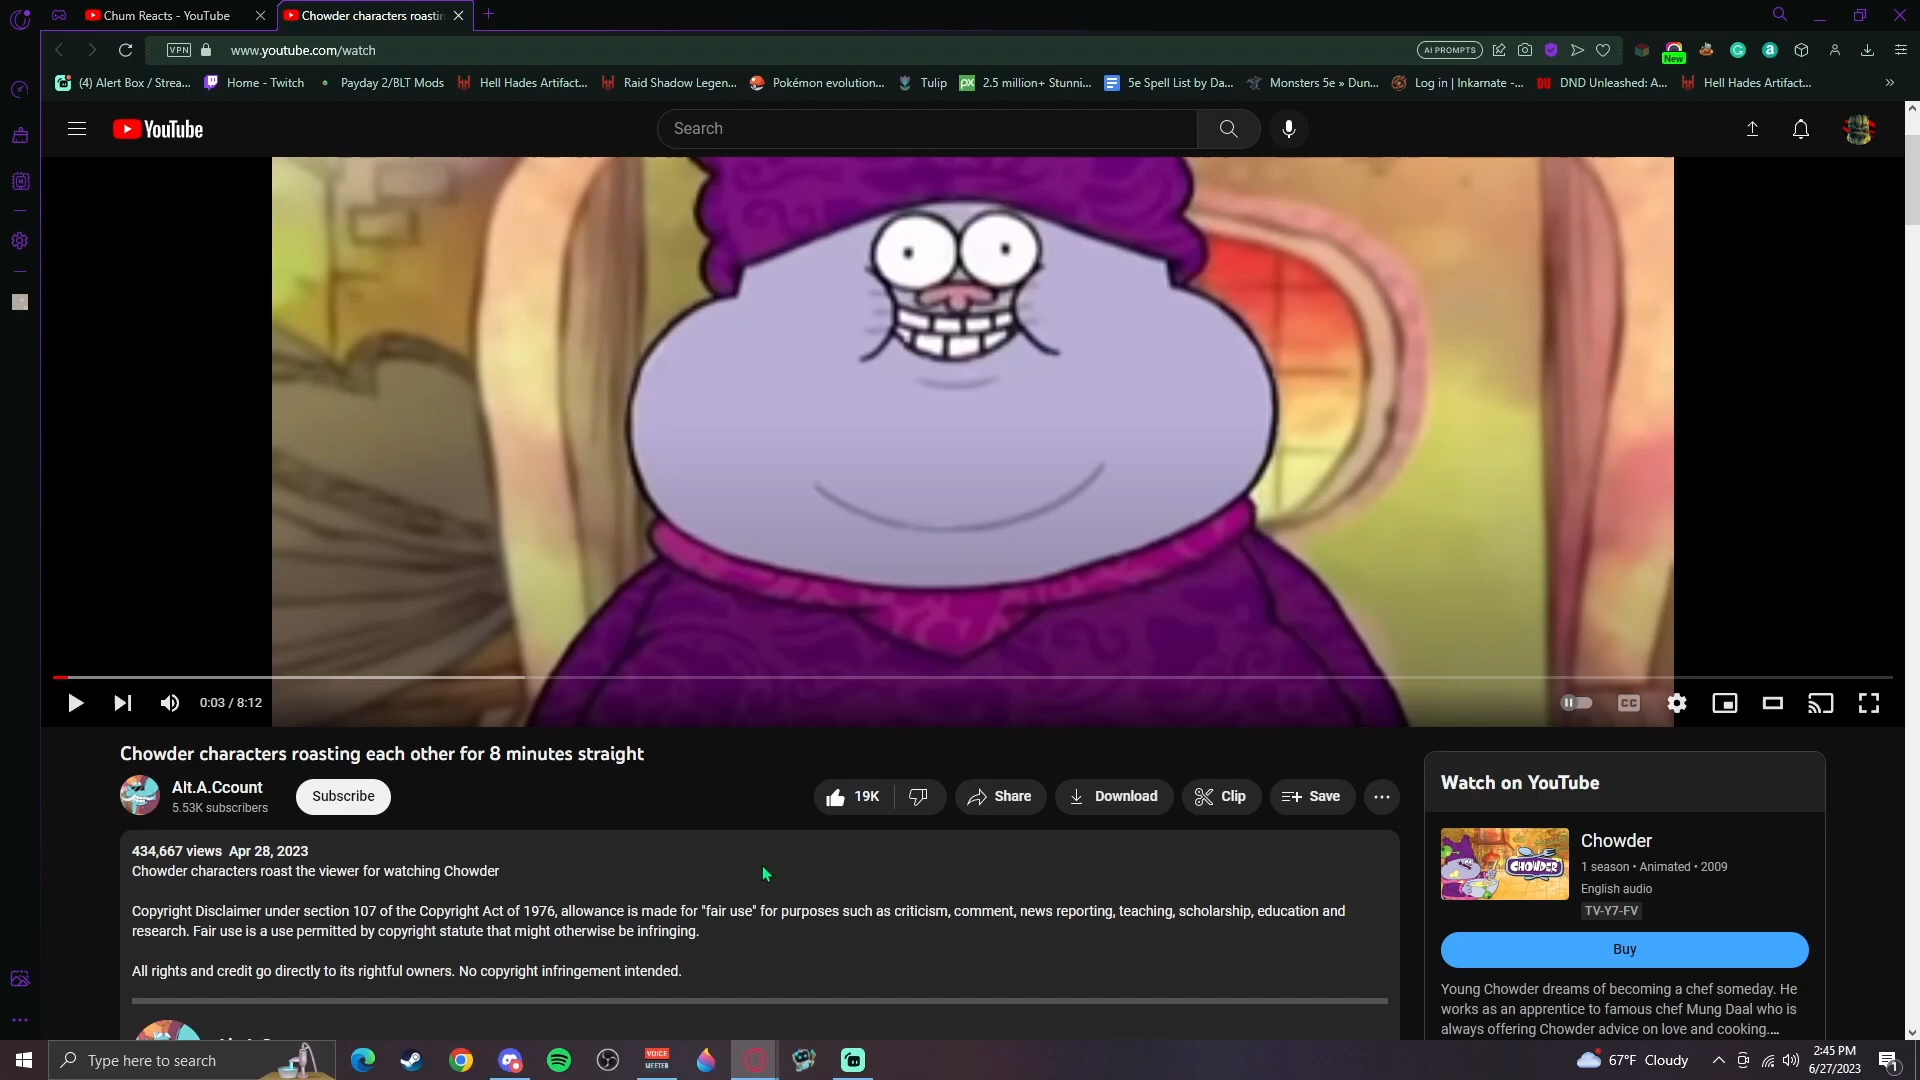 Chum Reacts - YouTube
Chowder characters roastin
VPN
www.youtube.com/watch
AI PROMPTS
New
(4) Alert Box / Strea...
Home - Twitch
Payday 2/BLT Mods
Hell Hades Artifact...
Raid Shadow Legen...
Pokémon evolution...
Tulip
px
2.5 million+ Stunni...
5e Spell List by Da...
Monsters 5e » Dun...
Log in | Inkarnate -...
DU
DND Unleashed: A...
Hell Hades Artifact...
»
YouTube
Search
0:03 / 8:12
CC
Chowder characters roasting each other for 8 minutes straight
Alt.A.Ccount
5.53K subscribers
Subscribe
19K
Share
Download
Clip
Save
434,667 views Apr 28, 2023
Chowder characters roast the viewer for watching Chowder
Copyright Disclaimer under section 107 of the Copyright Act of 1976, allowance is made for "fair use" for purposes such as criticism, comment, news reporting, teaching, scholarship, education and
research. Fair use is a use permitted by copyright statute that might otherwise be infringing.
All rights and credit go directly to its rightful owners. No copyright infringement intended.
Watch on YouTube
CHOWDER
Chowder
1 season • Animated • 2009
English audio
TV-Y7-FV
Buy
Young Chowder dreams of becoming a chef someday. He
works as an apprentice to famous chef Mung Daal who is
always offering Chowder advice on love and cooking....
Type here to search
VOICE
MEETER
67°F Cloudy
2:45 PM
6/27/2023
1